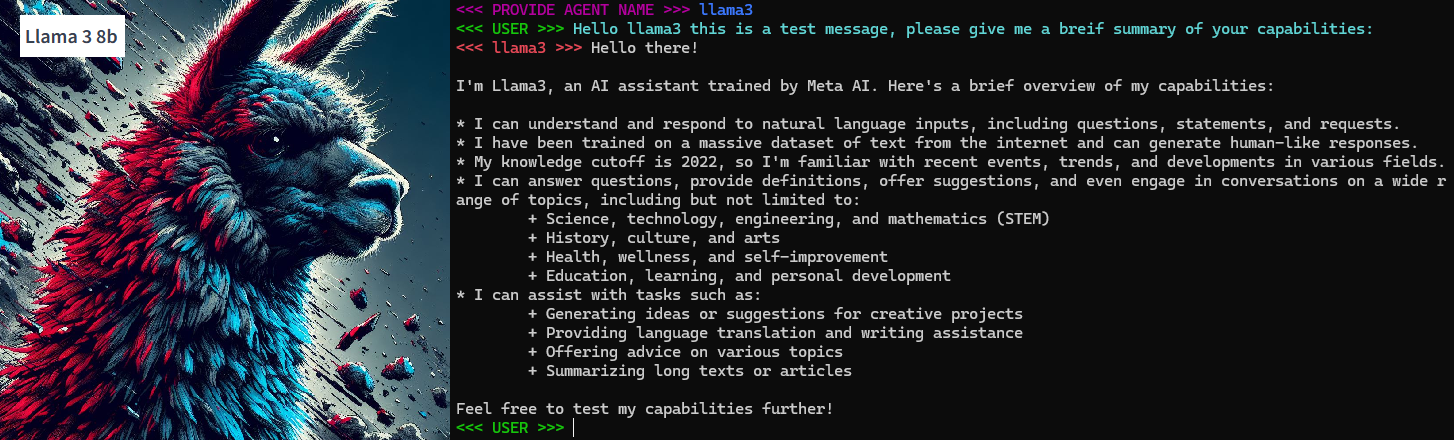 Llama 3 8b
<<< PROVIDE AGENT NAME >>> llama3
<<< USER >>> Hello llama3 this is a test message, please give me a breif summary of your capabilities:
<<< llama3 >>> Hello there!
I'm Llama3, an AI assistant trained by Meta AI. Here's a brief overview of my capabilities:
* I can understand and respond to natural language inputs, including questions, statements, and requests.
* I have been trained on a massive dataset of text from the internet and can generate human-like responses.
* My knowledge cutoff is 2022, so I'm familiar with recent events, trends, and developments in various fields.
* I can answer questions, provide definitions, offer suggestions, and even engage in conversations on a wide r
ange of topics, including but not limited to:
+ Science, technology, engineering, and mathematics (STEM)
+ History, culture, and arts
+ Health, wellness, and self-improvement
+ Education, learning, and personal development
* I can assist with tasks such as:
+ Generating ideas or suggestions for creative projects
+ Providing language translation and writing assistance
+ Offering advice on various topics
+ Summarizing long texts or articles
Feel free to test my capabilities further!
<<< USER >>>